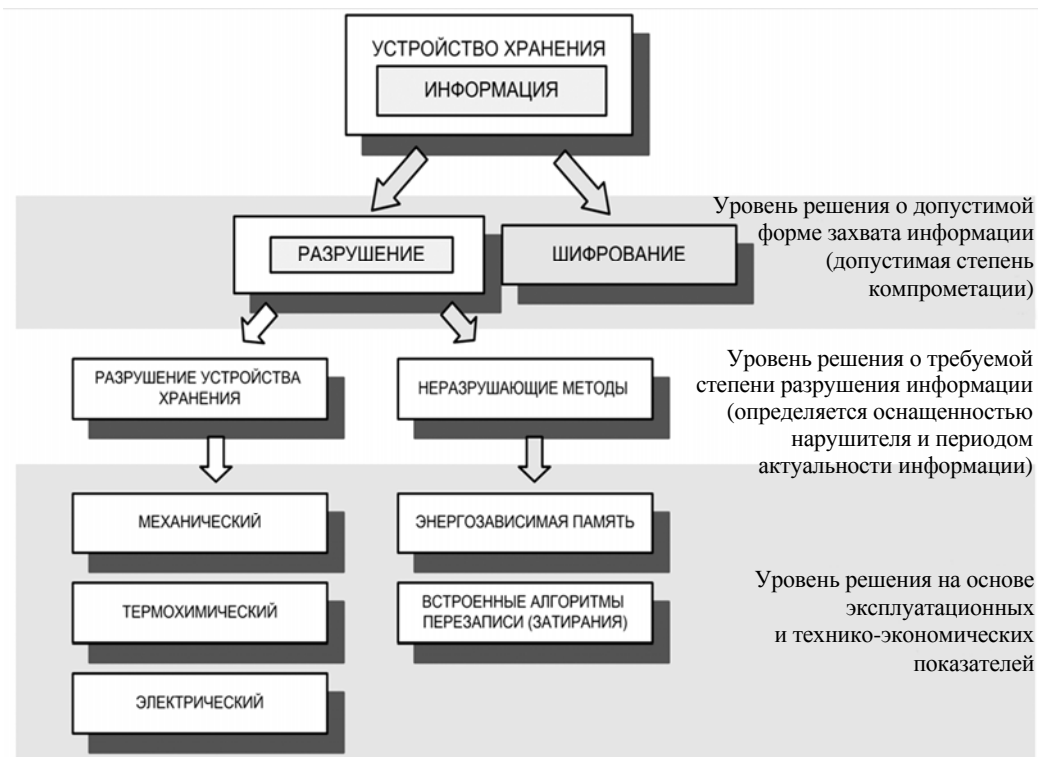 УСТРОЙСТВО ХРАНЕНИЯ
ИНФОРМАЦИЯ
РАЗРУШЕНИЕ
ШИФРОВАНИЕ
Уровень решения о допустимой
форме захвата информации
(допустимая степень
компрометации)
РАЗРУШЕНИЕ УСТРОЙСТВА
ХРАНЕНИЯ
НЕРАЗРУШАЮЩИЕ МЕТОДЫ
Уровень решения о требуемой
степени разрушения информации
(определяется оснащенностью
нарушителя и периодом
актуальности информации)
МЕХАНИЧЕСКИЙ
ЭНЕРГОЗАВИСИМАЯ ПАМЯТЬ
ТЕРМОХИМИЧЕСКИЙ
ВСТРОЕННЫЕ АЛГОРИТМЫ
ПЕРЕЗАПИСИ (ЗАТИРАНИЯ)
ЭЛЕКТРИЧЕСКИЙ
Уровень решения на основе
эксплуатационных
и технико-экономических
показателей